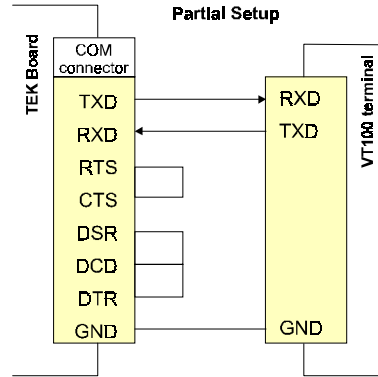 Partial Setup
TEK Board
COM
connector
TXD
RXD
RTS
CTS
DSR
DCD
DTR
GND
RXD
TXD
GND
VT100 terminal